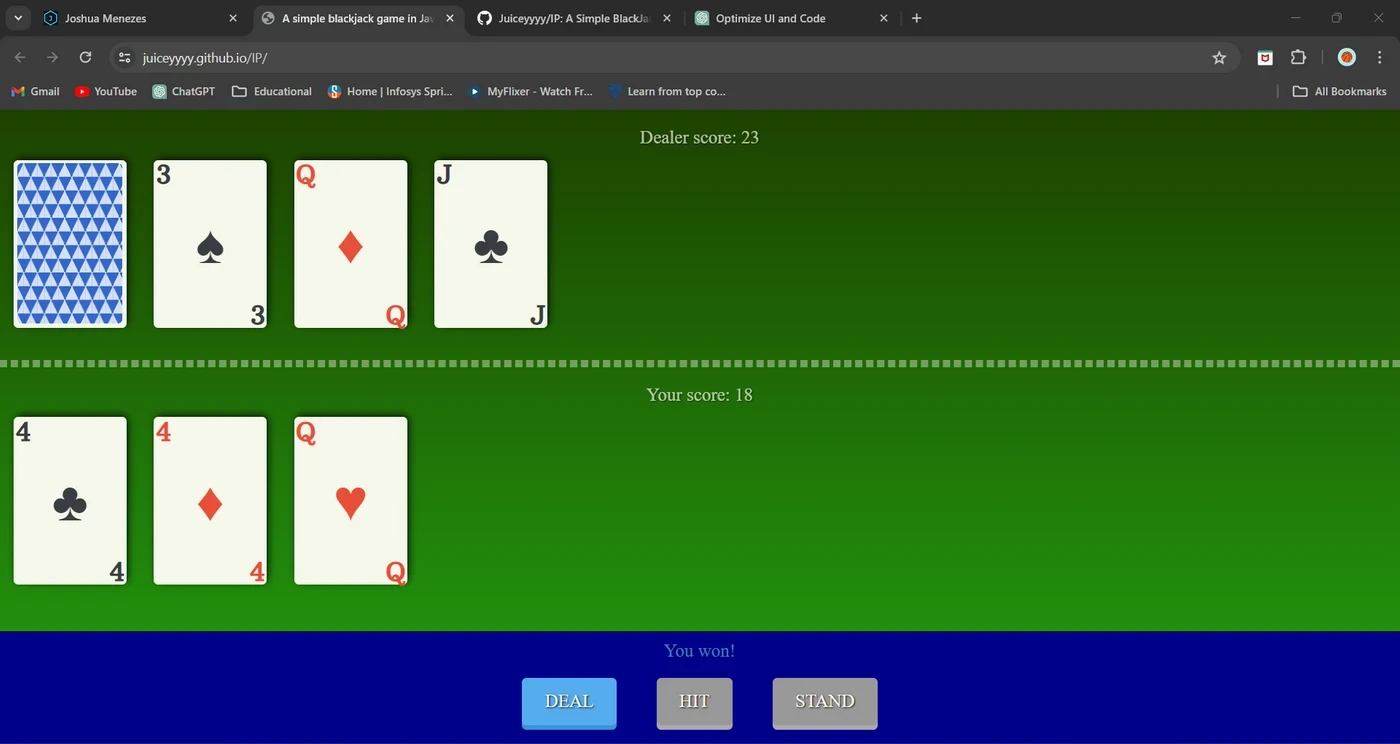 Joshua Menezes
A simple blackjack game in Jav
Juiceyyyy/IP: A Simple BlackJa
Optimize UI and Code
juiceyyyy.github.io/IP/
Gmail
YouTube
ChatGPT
Educational
Home | Infosys Spri...
MyFlixer - Watch Fr...
Learn from top co...
All Bookmarks
Dealer score: 23
3
Q
J
3
Q
J
Your score: 18
4
4
Q
4
4
Q
You won!
DEAL
HIT
STAND